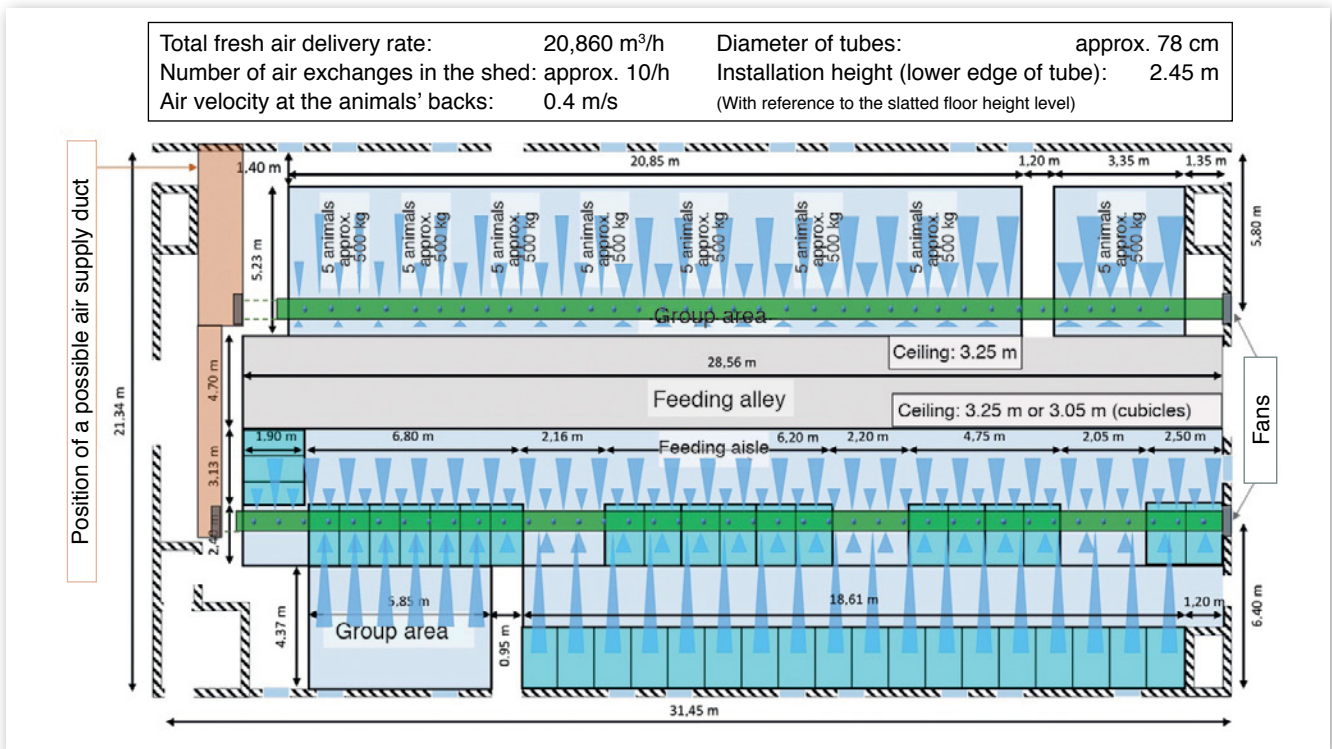 Total fresh air delivery rate: 20,860 m³/h
Number of air exchanges in the shed: approx. 10/h
Air velocity at the animals’ backs: 0.4 m/s
Diameter of tubes: approx. 78 cm
Installation height (lower edge of tube): 2.45 m
(With reference to the slatted floor height level)
Position of a possible air supply duct
1,40 m
20,85 m
1,20 m
3,35 m
1.35 m
5 animals
approx.
500 kg
5 animals
approx.
500 kg
5 animals
approx.
500 kg
5 animals
approx.
500 kg
5 animals
approx.
500 kg
5 animals
approx.
500 kg
5 animals
approx.
500 kg
5 animals
approx.
500 kg
5.23 m
5,80 m
Group area
Ceiling: 3.25 m
28,56 m
Feeding alley
Ceiling: 3.25 m or 3.05 m (cubicles)
4.70 m
21.34 m
Fans
1.90 m
6.80 m
2,16 m
Feeding aisle
6,20 m
2,20 m
4,75 m
2,05 m
2,50 m
3.13 m
5,85 m
18,61 m
1,20 m
Group area
4.37 m
0.95 m
6.40 m
31,45 m